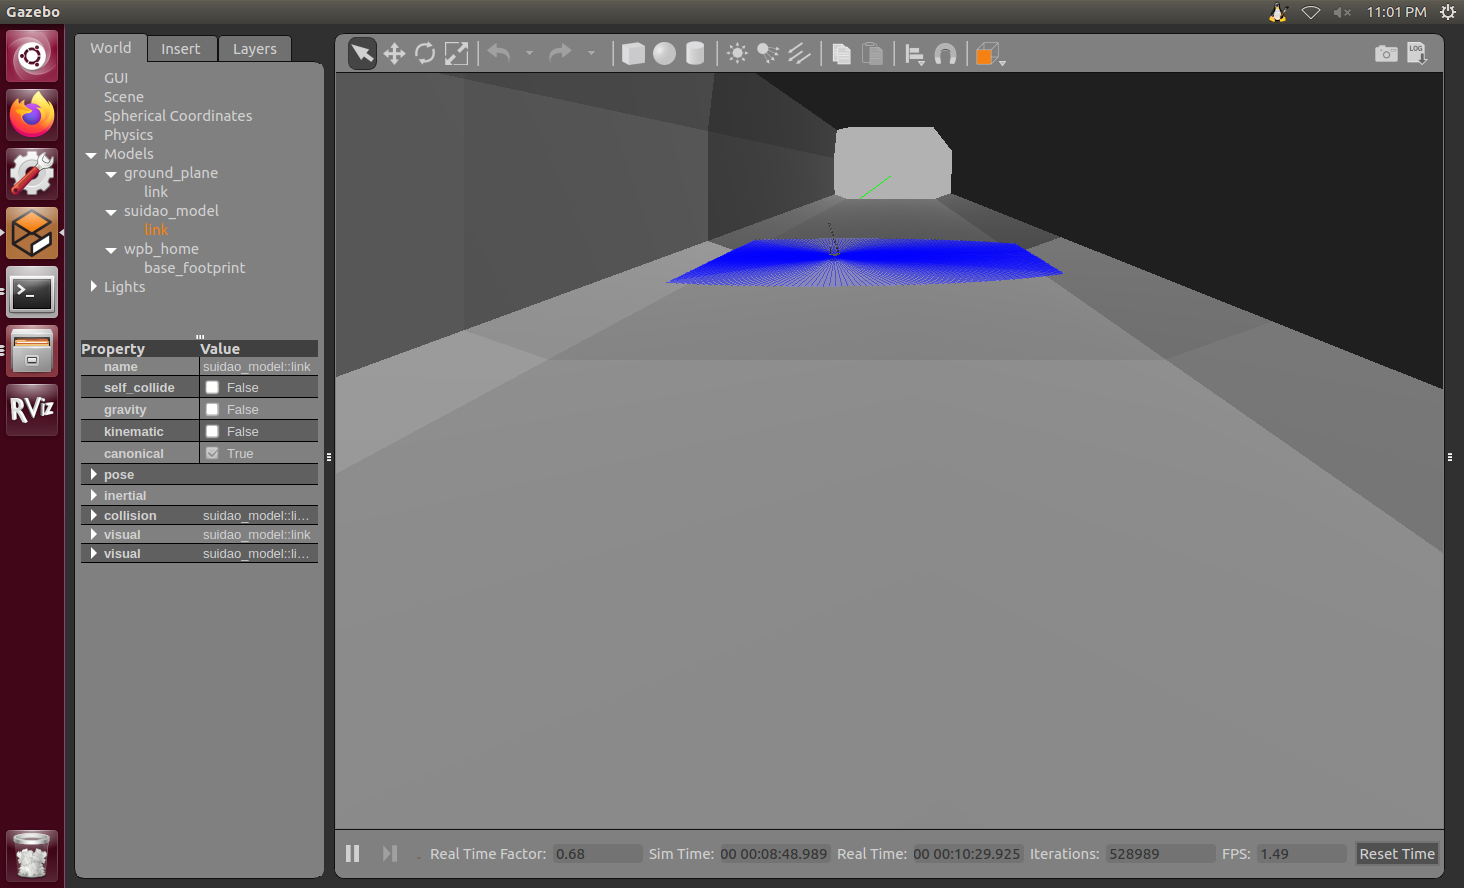 Gazebo
11:01 PM
World Insert Layers
GUI
Scene
Spherical Coordinates
Physics
Models
ground_plane
link
suidao_model
link
wpb_home
base_footprint
Lights
Property Value
name suidao_model::link
self_collide False
gravity False
kinematic False
canonical True
pose
inertial
collision suidao_model::li...
visual suidao_model::link
visual suidao_model::li...
RViz
LOG
Real Time Factor: 0.68 Sim Time: 00 00:08:48.989 Real Time: 00 00:10:29.925 Iterations: 528989 FPS: 1.49 Reset Time